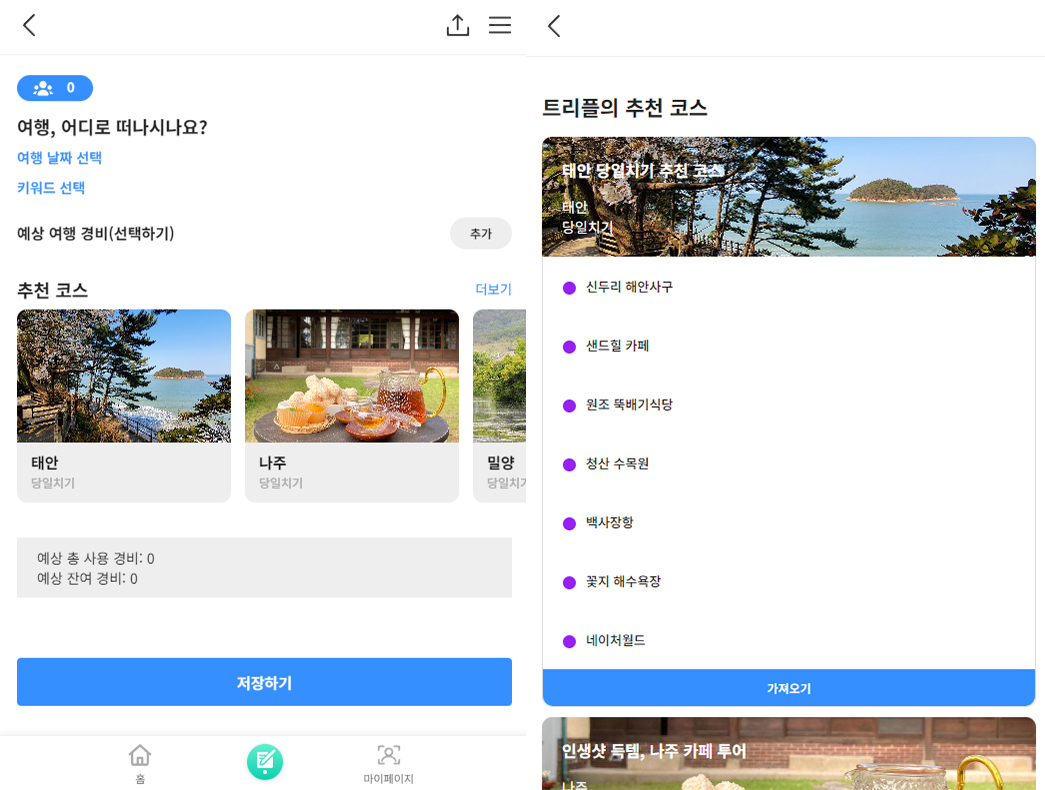 0
여행, 어디로 떠나시나요?
여행 날짜 선택
키워드 선택
예상 여행 경비(선택하기)
추가
추천 코스
더보기
태안
당일치기
나주
당일치기
밀양
당일치기
예상 총 사용 경비: 0
예상 잔여 경비: 0
저장하기
홈
마이페이지
트리플의 추천 코스
태안 당일치기 추천 코스
태안
당일치기
신두리 해안사구
샌드힐 카페
원조 뚝배기식당
청산 수목원
백사장항
꽃지 해수욕장
네이처월드
가져오기
인생샷 득템, 나주 카페 투어
나주